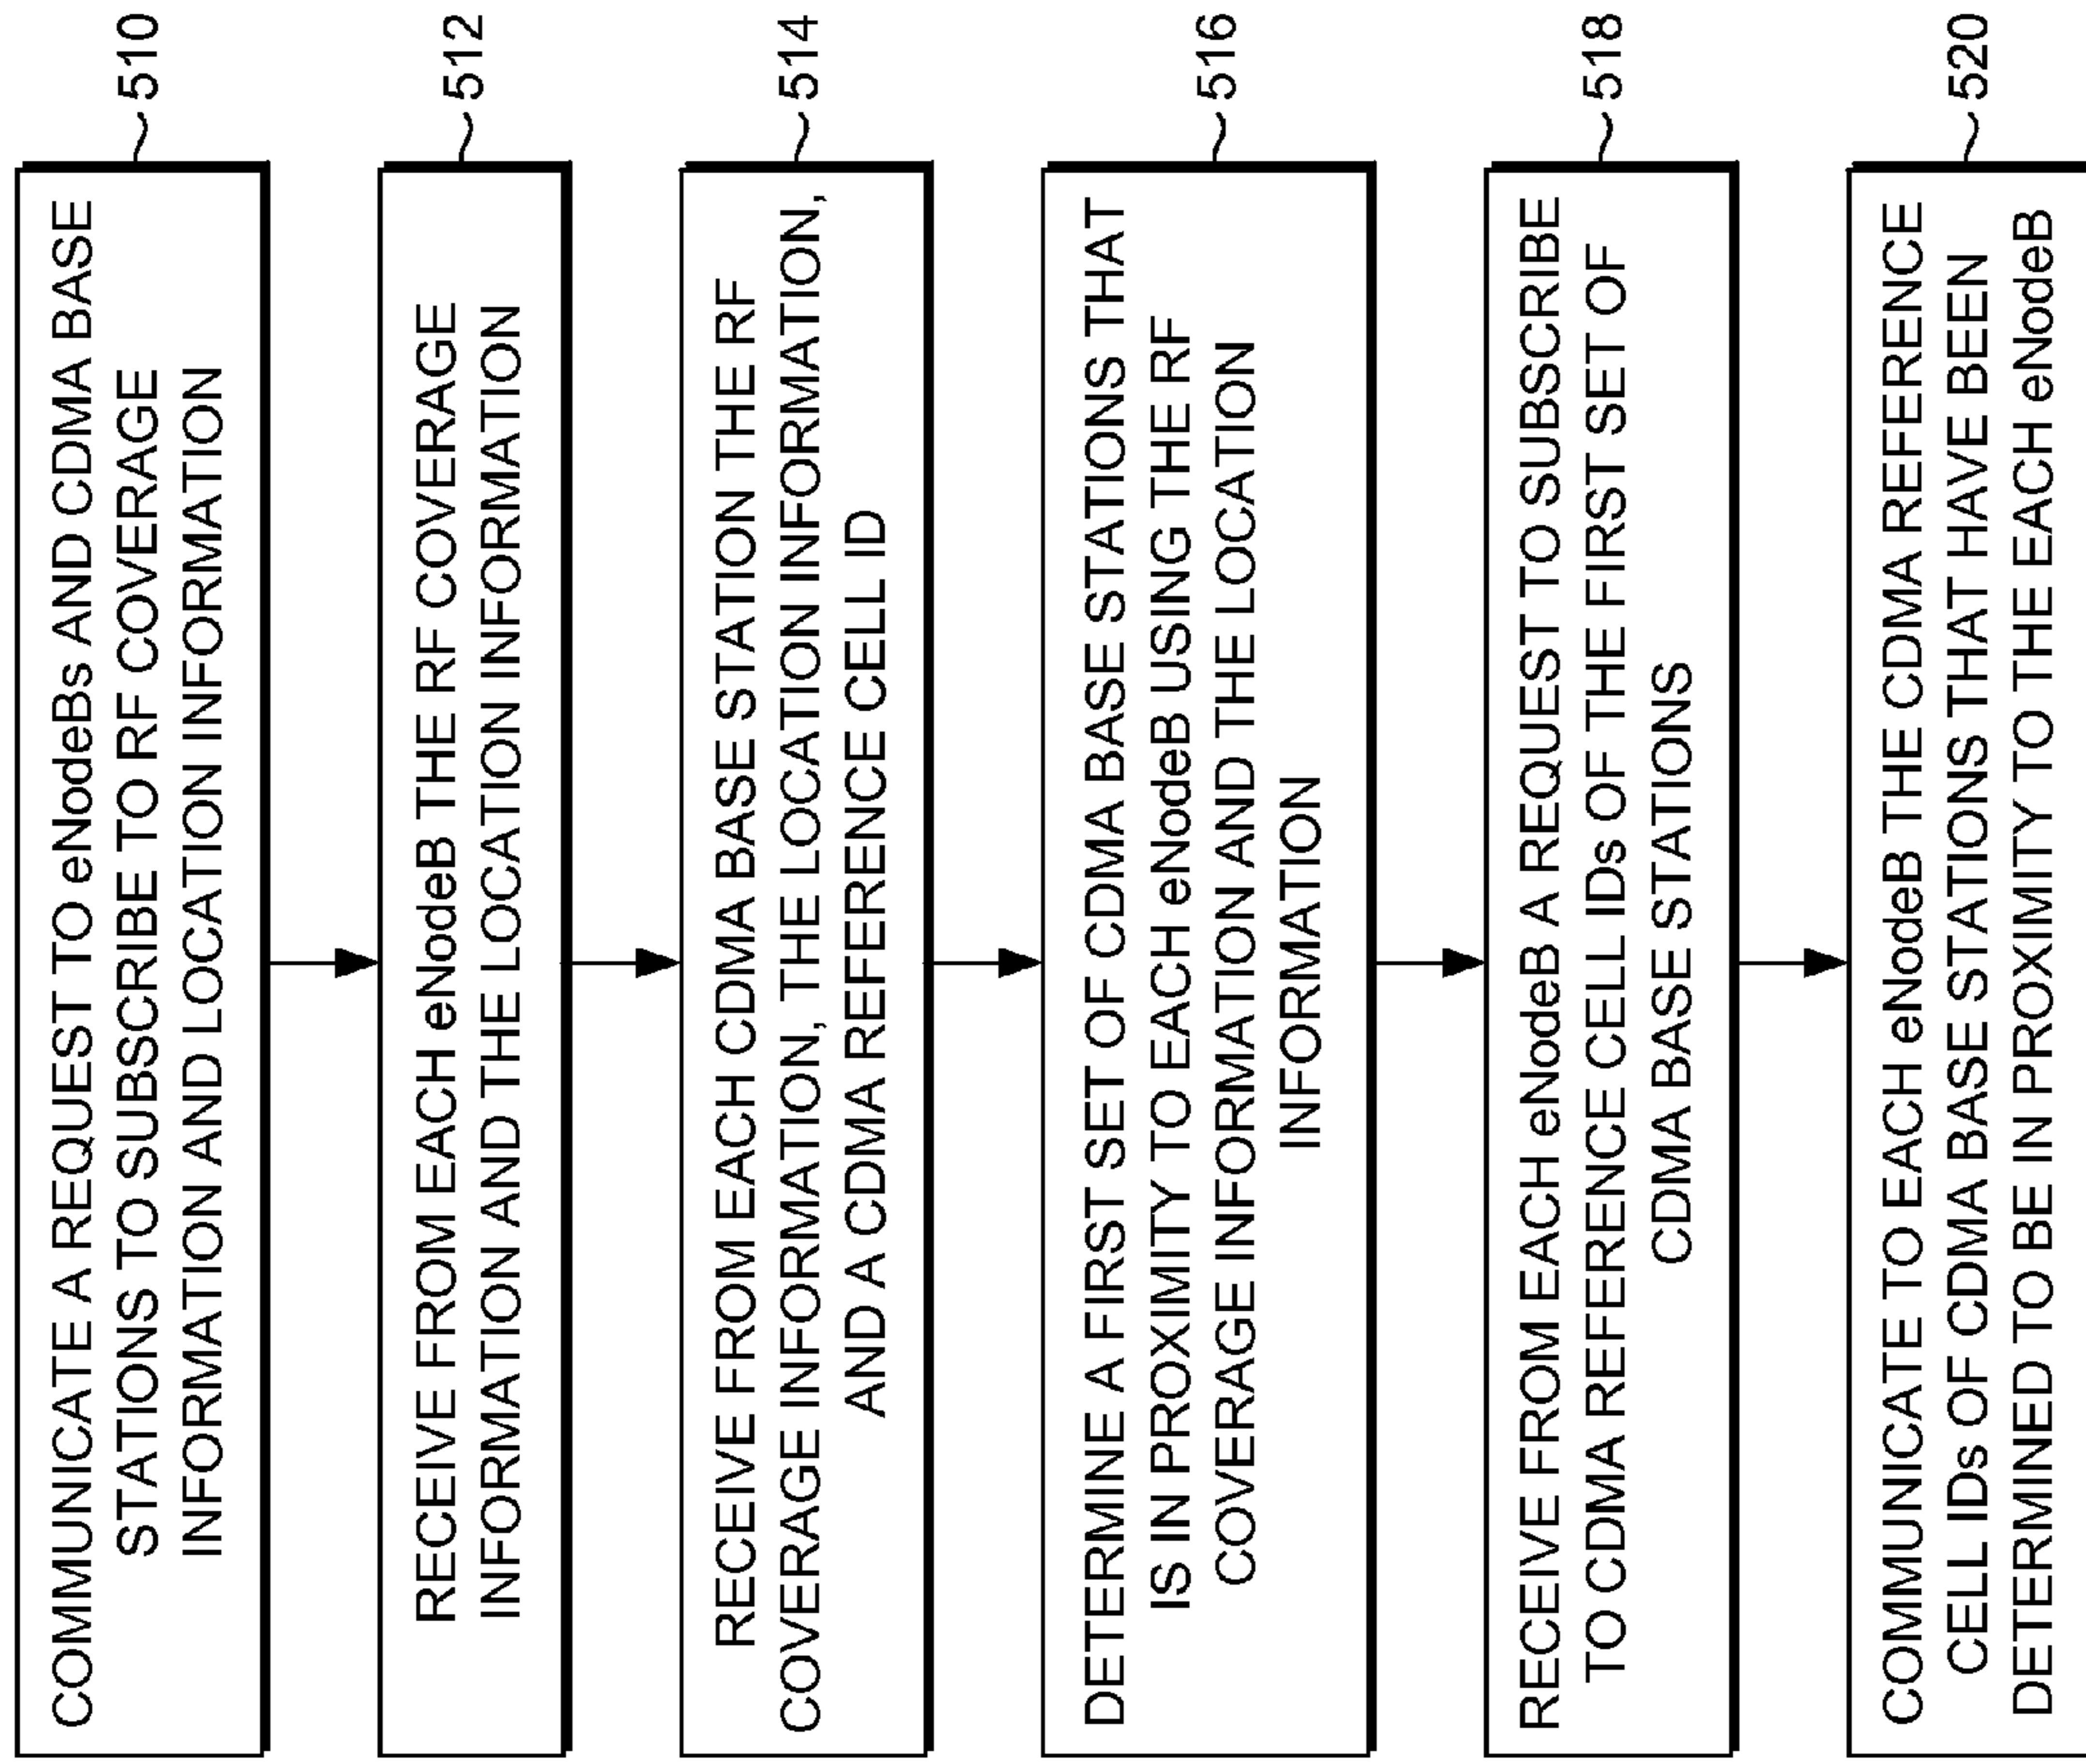 COMMUNICATE A REQUEST TO eNodeBs AND CDMA BASE
STATIONS TO SUBSCRIBE TO RF COVERAGE
INFORMATION AND LOCATION INFORMATION
510
RECEIVE FROM EACH eNodeB THE RF COVERAGE
INFORMATION AND THE LOCATION INFORMATION
512
RECEIVE FROM EACH CDMA BASE STATION THE RF
COVERAGE INFORMATION, THE LOCATION INFORMATION,
AND A CDMA REFERENCE CELL ID
514
DETERMINE A FIRST SET OF CDMA BASE STATIONS THAT
IS IN PROXIMITY TO EACH eNodeB USING THE RF
COVERAGE INFORMATION AND THE LOCATION
INFORMATION
516
RECEIVE FROM EACH eNodeB A REQUEST TO SUBSCRIBE
TO CDMA REFERENCE CELL IDs OF THE FIRST SET OF
CDMA BASE STATIONS
518
COMMUNICATE TO EACH eNodeB THE CDMA REFERENCE
CELL IDs OF CDMA BASE STATIONS THAT HAVE BEEN
DETERMINED TO BE IN PROXIMITY TO THE EACH eNodeB
520